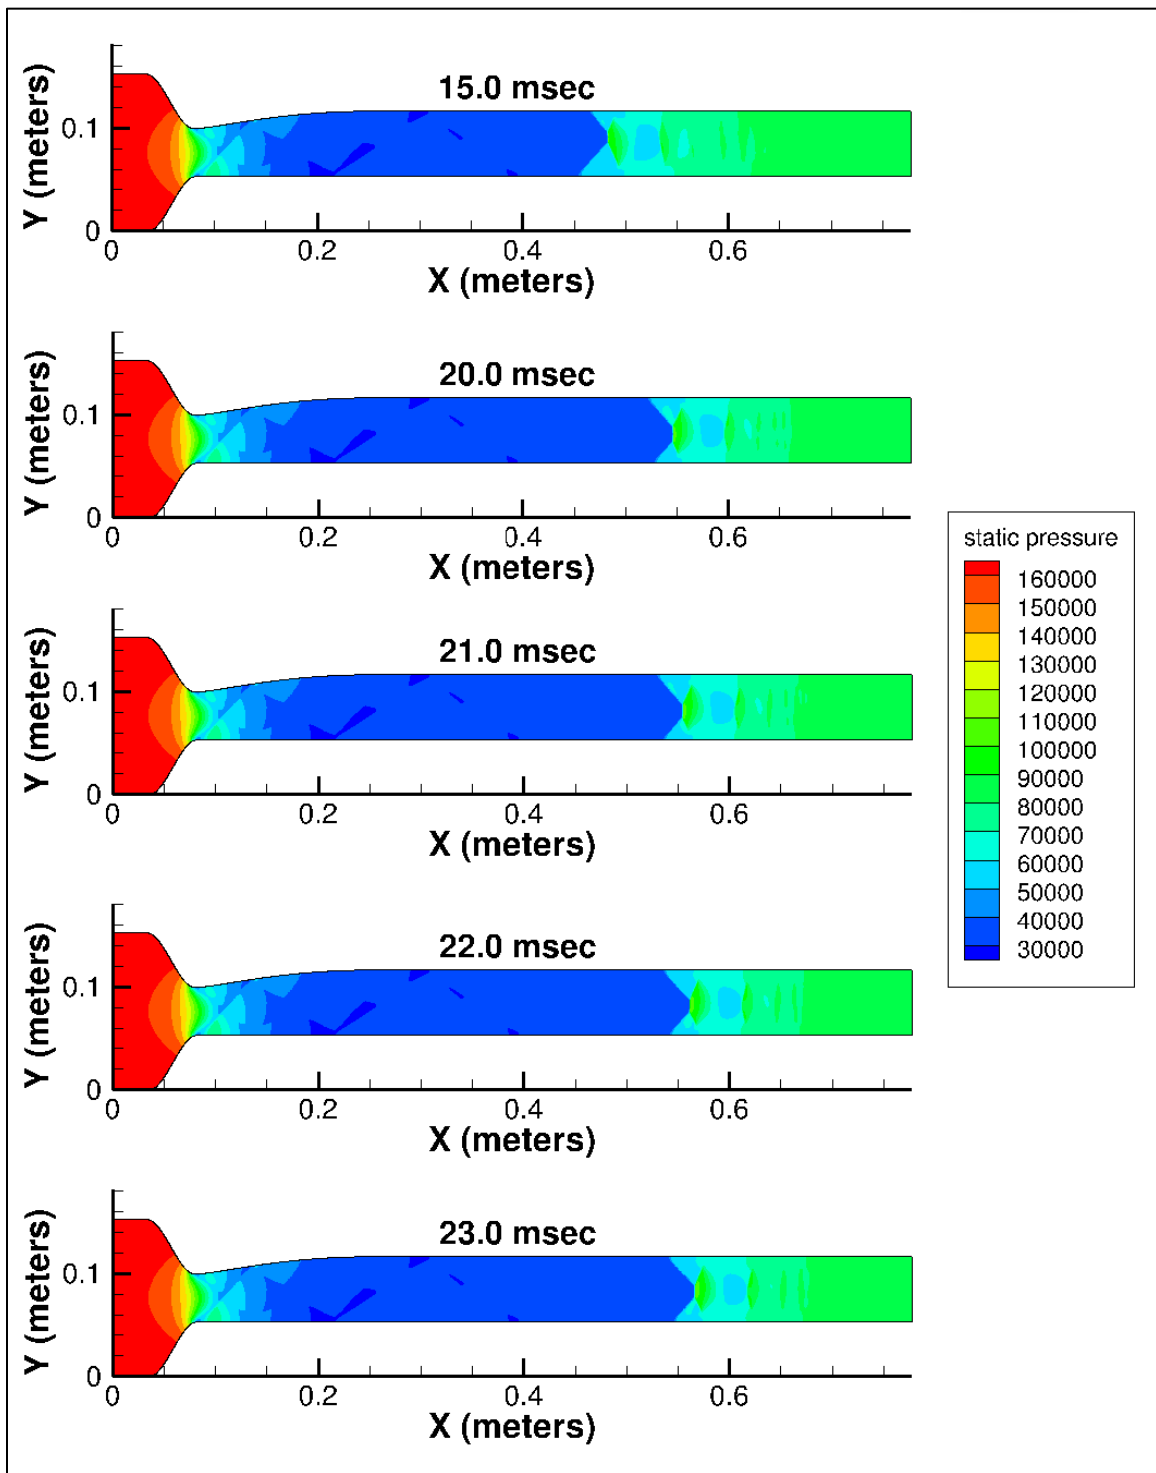 15.0 msec
Y (meters)
0.1
0
0 0.2 0.4 0.6
X (meters)
20.0 msec
Y (meters)
0.1
0
0 0.2 0.4 0.6
X (meters)
21.0 msec
Y (meters)
0.1
0
0 0.2 0.4 0.6
X (meters)
22.0 msec
Y (meters)
0.1
0
0 0.2 0.4 0.6
X (meters)
23.0 msec
Y (meters)
0.1
0
0 0.2 0.4 0.6
X (meters)
static pressure
160000
150000
140000
130000
120000
110000
100000
90000
80000
70000
60000
50000
40000
30000